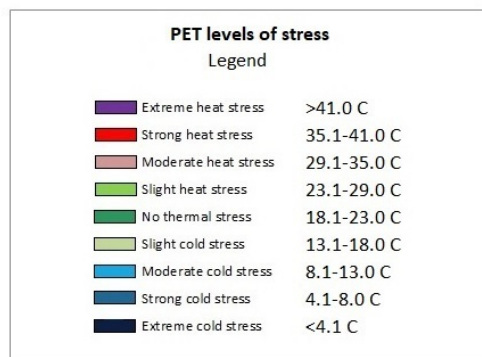 PET levels of stress
Legend
Extreme heat stress >41.0 C
Strong heat stress 35.1-41.0 C
Moderate heat stress 29.1-35.0 C
Slight heat stress 23.1-29.0 C
No thermal stress 18.1-23.0 C
Slight cold stress 13.1-18.0 C
Moderate cold stress 8.1-13.0 C
Strong cold stress 4.1-8.0 C
Extreme cold stress <4.1 C